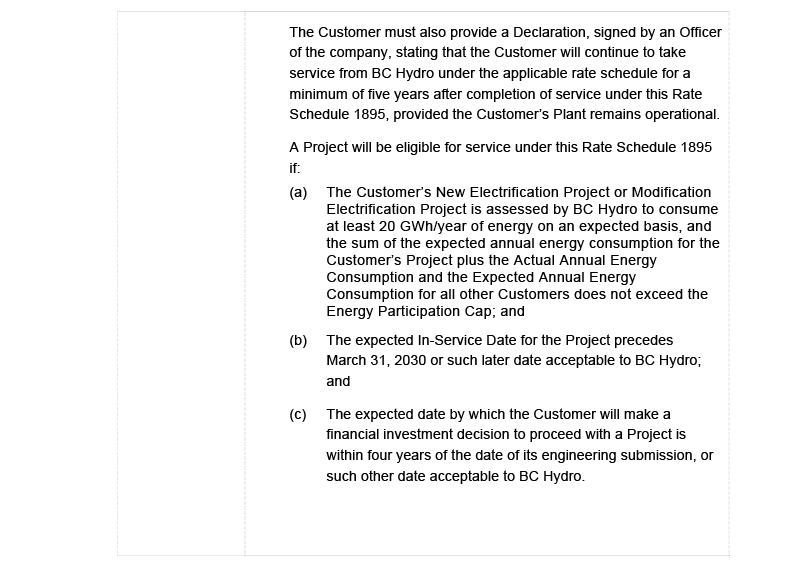 The Customer must also provide a Declaration, signed by an Officer
of the company, stating that the Customer will continue to take
service from BC Hydro under the applicable rate schedule for a
minimum of five years after completion of service under this Rate
Schedule 1895, provided the Customer's Plant remains operational.
A Project will be eligible for service under this Rate Schedule 1895
if:
(a) The Customer's New Electrification Project or Modification
Electrification Project is assessed by BC Hydro to consume
at least 20 GWh/year of energy on an expected basis, and
the sum of the expected annual energy consumption for the
Customer's Project plus the Actual Annual Energy
Consumption and the Expected Annual Energy
Consumption for all other Customers does not exceed the
Energy Participation Cap; and
(b) The expected In-Service Date for the Project precedes
March 31, 2030 or such later date acceptable to BC Hydro;
and
(c) The expected date by which the Customer will make a
financial investment decision to proceed with a Project is
within four years of the date of its engineering submission, or
such other date acceptable to BC Hydro.